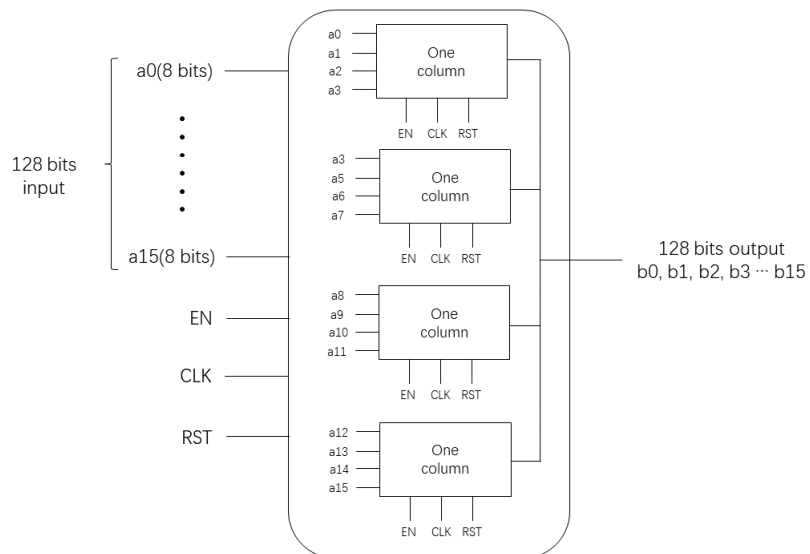 128 bits
input
a0(8 bits)
a15(8 bits)
EN
CLK
RST
a0
a1
a2
a3
One
column
EN CLK RST
a3
a5
a6
a7
One
column
EN CLK RST
a8
a9
a10
a11
One
column
EN CLK RST
a12
a13
a14
a15
One
column
EN CLK RST
128 bits output
b0, b1, b2, b3 ··· b15